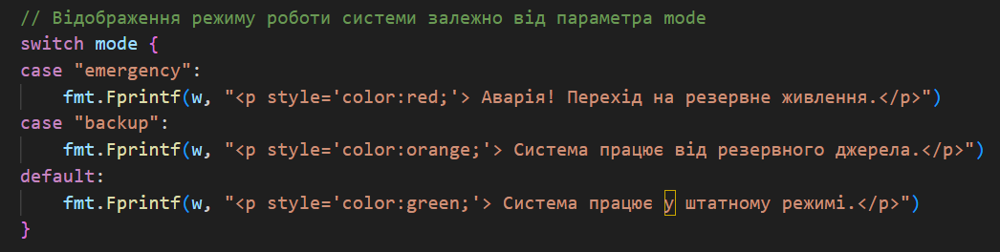 // Відображення режиму роботи системи залежно від параметра mode
switch mode {
case "emergency":
    fmt.Fprintf(w, "<p style='color:red;'> Аварія! Перехід на резервне живлення.</p>")
case "backup":
    fmt.Fprintf(w, "<p style='color:orange;'> Система працює від резервного джерела.</p>")
default:
    fmt.Fprintf(w, "<p style='color:green;'> Система працює у штатному режимі.</p>")
}